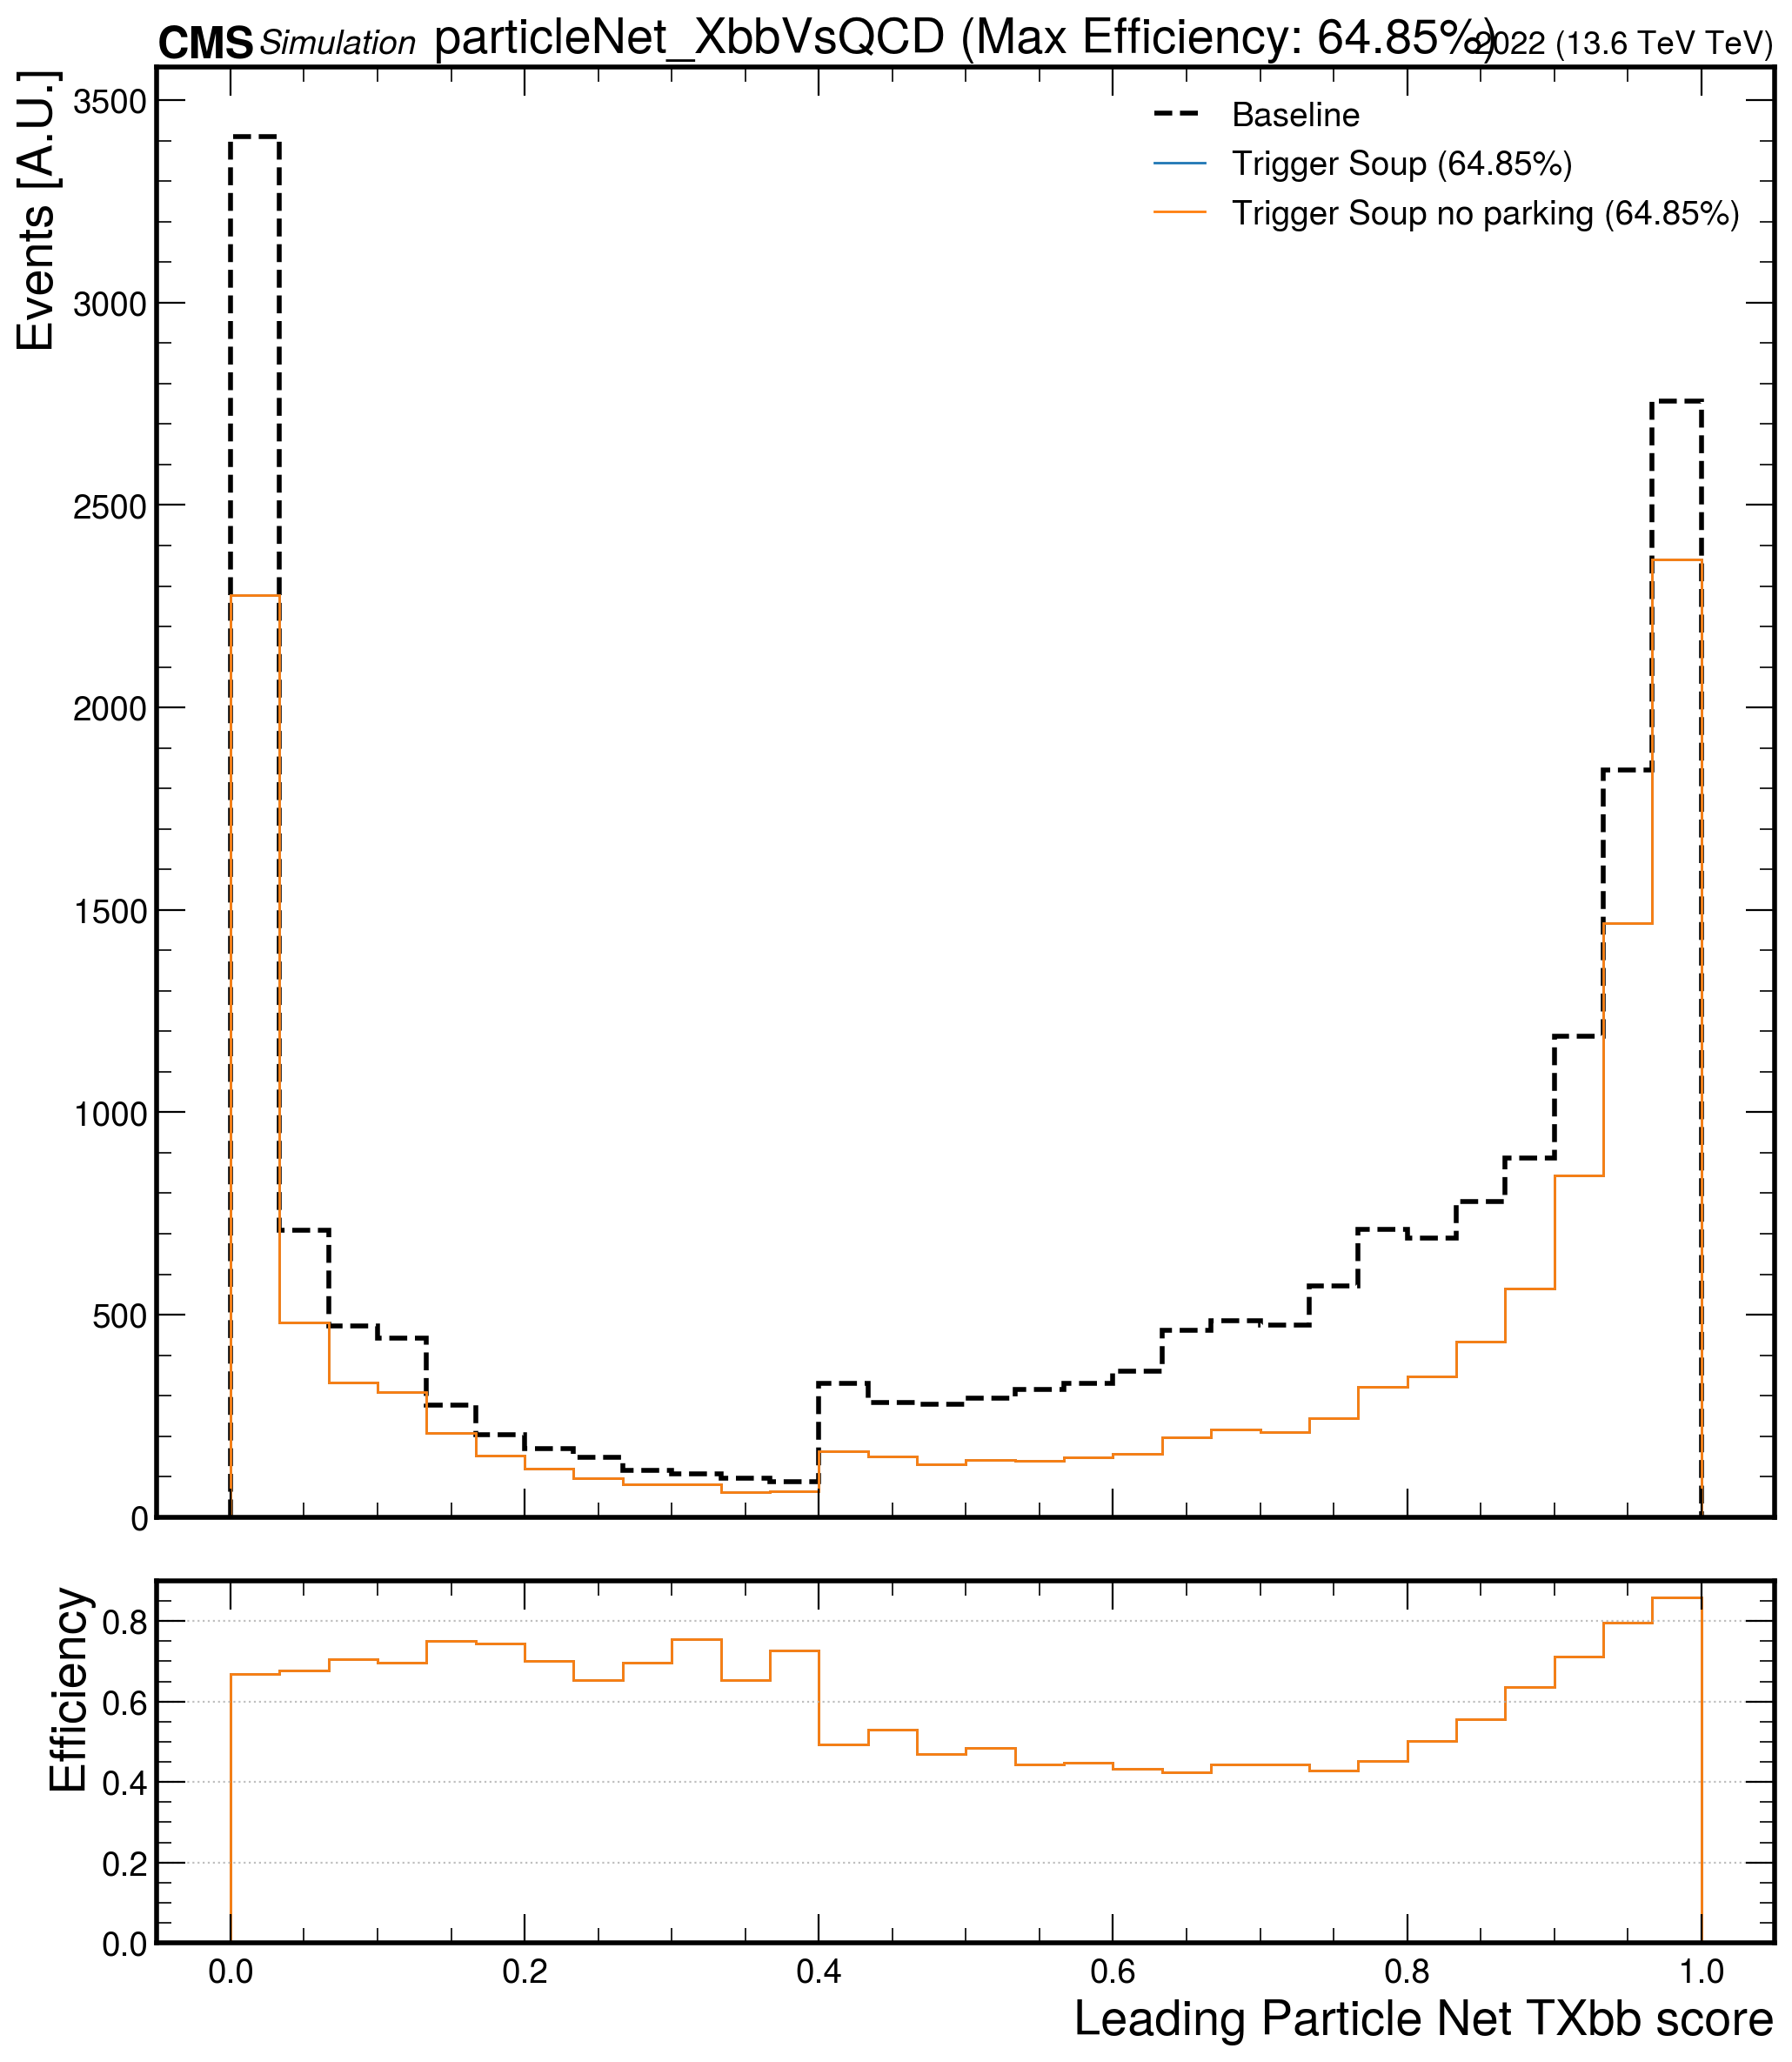 CMS Simulation particleNet_XbbVsQCD (Max Efficiency: 64.85%) 2022 (13.6 TeV TeV)
Events [A.U.]
3500
3000
2500
2000
1500
1000
500
0
Baseline
Trigger Soup (64.85%)
Trigger Soup no parking (64.85%)
Efficiency
0.8
0.6
0.4
0.2
0.0
0.0 0.2 0.4 0.6 0.8 1.0
Leading Particle Net TXbb score